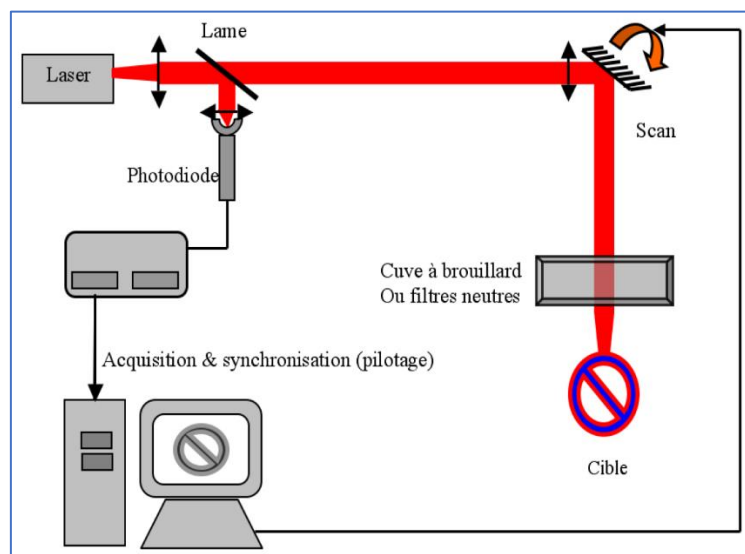 Lame
Laser
Scan
Photodiode
Cuve à brouillard
Ou filtres neutres
Acquisition & synchronisation (pilotage)
Cible